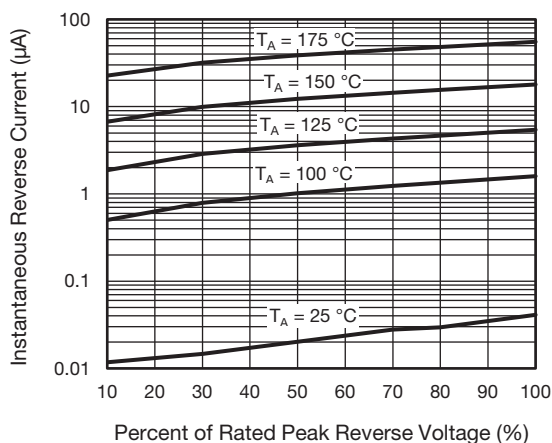 Instantaneous Reverse Current (μA)
100
10
1
0.1
0.01
T_A = 175 °C
T_A = 150 °C
T_A = 125 °C
T_A = 100 °C
T_A = 25 °C
10 20 30 40 50 60 70 80 90 100
Percent of Rated Peak Reverse Voltage (%)